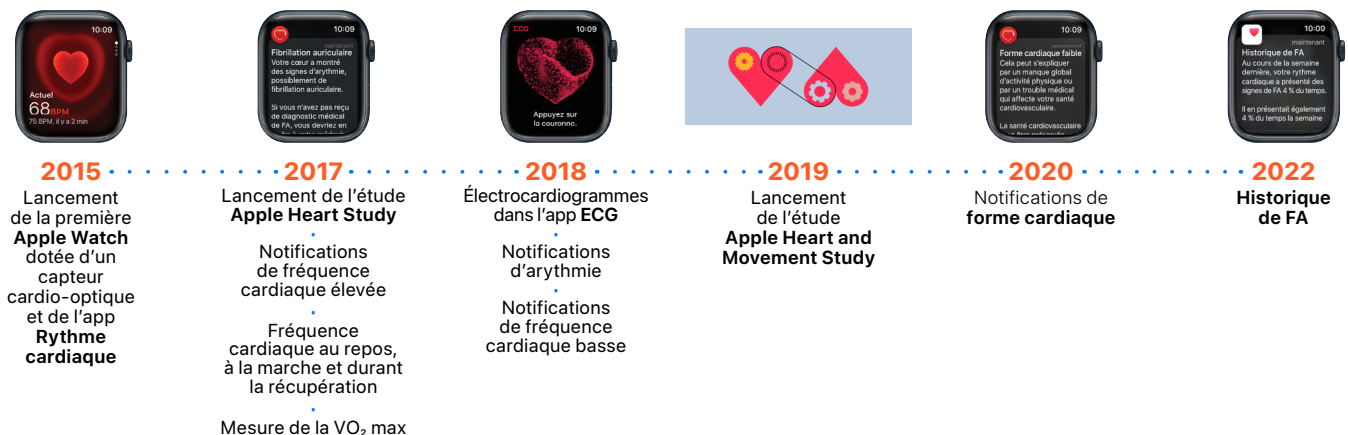 10:09
Actuel
68 BPM
75 BPM, il y a 2 min
10:09
maintenant
Fibrillation auriculaire
Votre cœur a montré
des signes d'arythmie,
possiblement de
fibrillation auriculaire.
Si vous n'avez pas reçu
de diagnostic médical
de FA, vous devriez en
ECG
10:09
Appuyez sur
la couronne.
10:09
maintenant
Forme cardiaque faible
Cela peut s'expliquer
par un manque global
d'activité physique ou
par un trouble médical
qui affecte votre santé
cardiovasculaire.
La santé cardiovasculaire
10:09
maintenant
Historique de FA
Au cours de la semaine
dernière, votre rythme
cardiaque a présenté des
signes de FA 4 % du temps.
Il en présentait également
4 % du temps la semaine
2015
Lancement
de la première
Apple Watch
dotée d'un
capteur
cardio-optique
et de l'app
Rythme
cardiaque
2017
Lancement de l'étude
Apple Heart Study
Notifications
de fréquence
cardiaque élevée
Fréquence
cardiaque au repos,
à la marche et durant
la récupération
Mesure de la VO₂ max
2018
Électrocardiogrammes
dans l'app ECG
Notifications
d'arythmie
Notifications
de fréquence
cardiaque basse
2019
Lancement
de l'étude
Apple Heart and
Movement Study
2020
Notifications de
forme cardiaque
2022
Historique
de FA